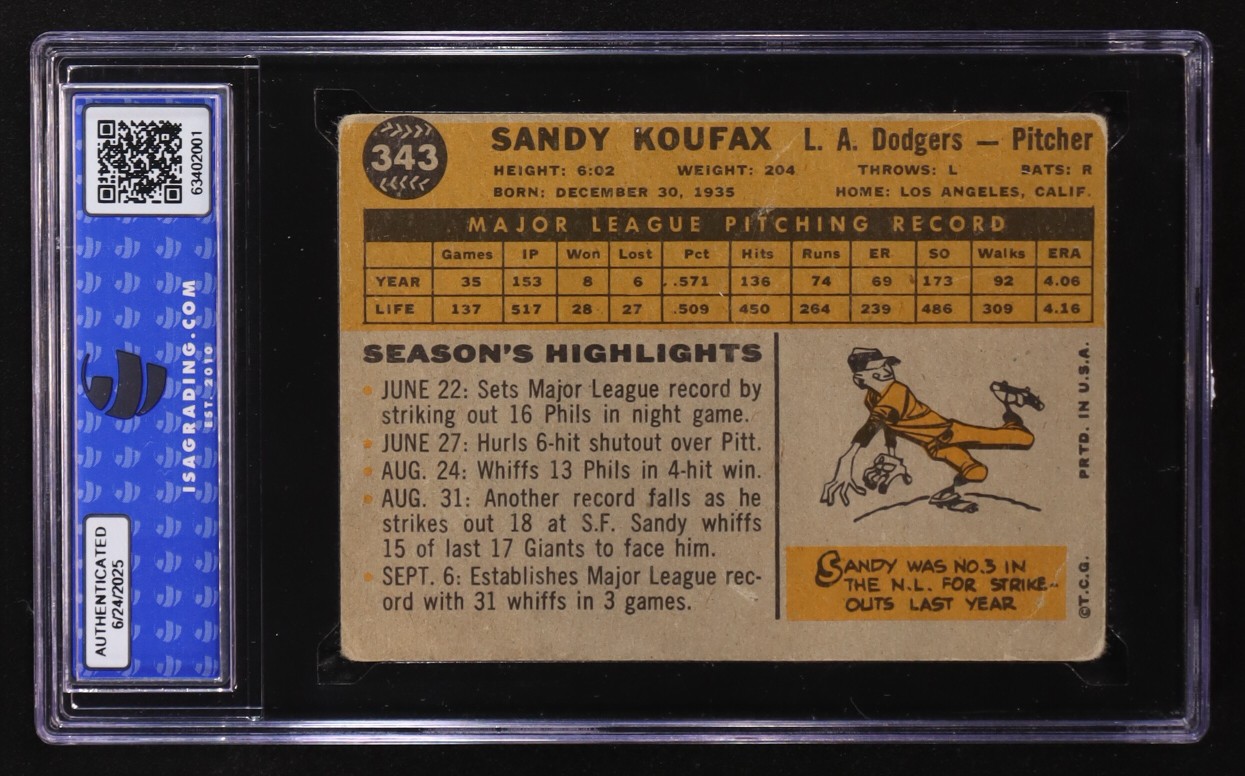 63402001
ISAGRADING.COM
EST. 2010
AUTHENTICATED
6/24/2025
343
SANDY KOUFAX L. A. Dodgers — Pitcher
HEIGHT: 6:02 WEIGHT: 204 THROWS: L BATS: R
BORN: DECEMBER 30, 1935 HOME: LOS ANGELES, CALIF.
MAJOR LEAGUE PITCHING RECORD
Games IP Won Lost Pct Hits Runs ER SO Walks ERA
YEAR 35 153 8 6 .571 136 74 69 173 92 4.06
LIFE 137 517 28 27 .509 450 264 239 486 309 4.16
SEASON'S HIGHLIGHTS
• JUNE 22: Sets Major League record by
striking out 16 Phils in night game.
• JUNE 27: Hurls 6-hit shutout over Pitt.
• AUG. 24: Whiffs 13 Phils in 4-hit win.
• AUG. 31: Another record falls as he
strikes out 18 at S.F. Sandy whiffs
15 of last 17 Giants to face him.
• SEPT. 6: Establishes Major League rec-
ord with 31 whiffs in 3 games.
SANDY WAS NO.3 IN
THE N.L. FOR STRIKE-
OUTS LAST YEAR
©T.C.G. PRTD. IN U.S.A.